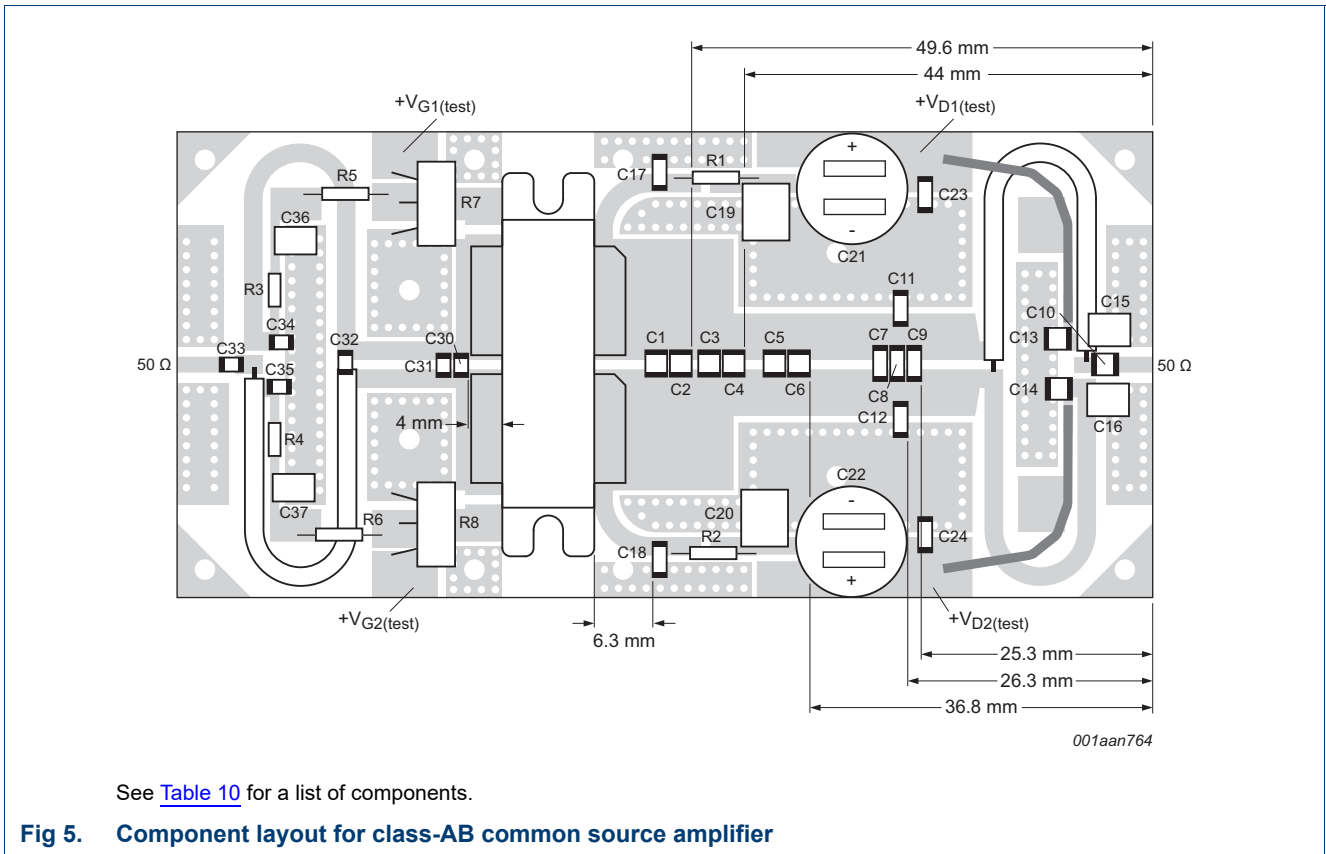 49.6 mm
44 mm
+VG1(test)
+VD1(test)
R5
C17
R1
+
C36
R7
C19
C23
-
C21
R3
C11
C10
C15
C34
C33
C32
C30
C1
C3
C5
C7
C9
C13
50 Ω
C31
50 Ω
C35
C2
C4
C6
C8
C14
C12
C16
4 mm
R4
C22
C37
C20
-
R6
R8
C18
R2
C24
+
+VG2(test)
+VD2(test)
6.3 mm
25.3 mm
26.3 mm
36.8 mm
001aan764
See Table 10 for a list of components.
Fig 5. Component layout for class-AB common source amplifier